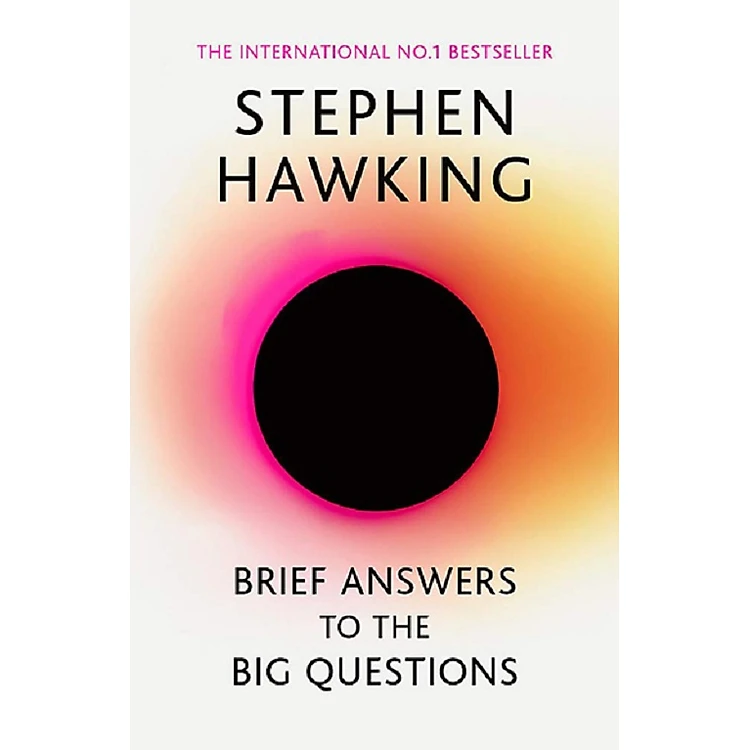 THE INTERNATIONAL NO.1 BESTSELLER
STEPHEN
HAWKING
BRIEF ANSWERS
TO THE
BIG QUESTIONS